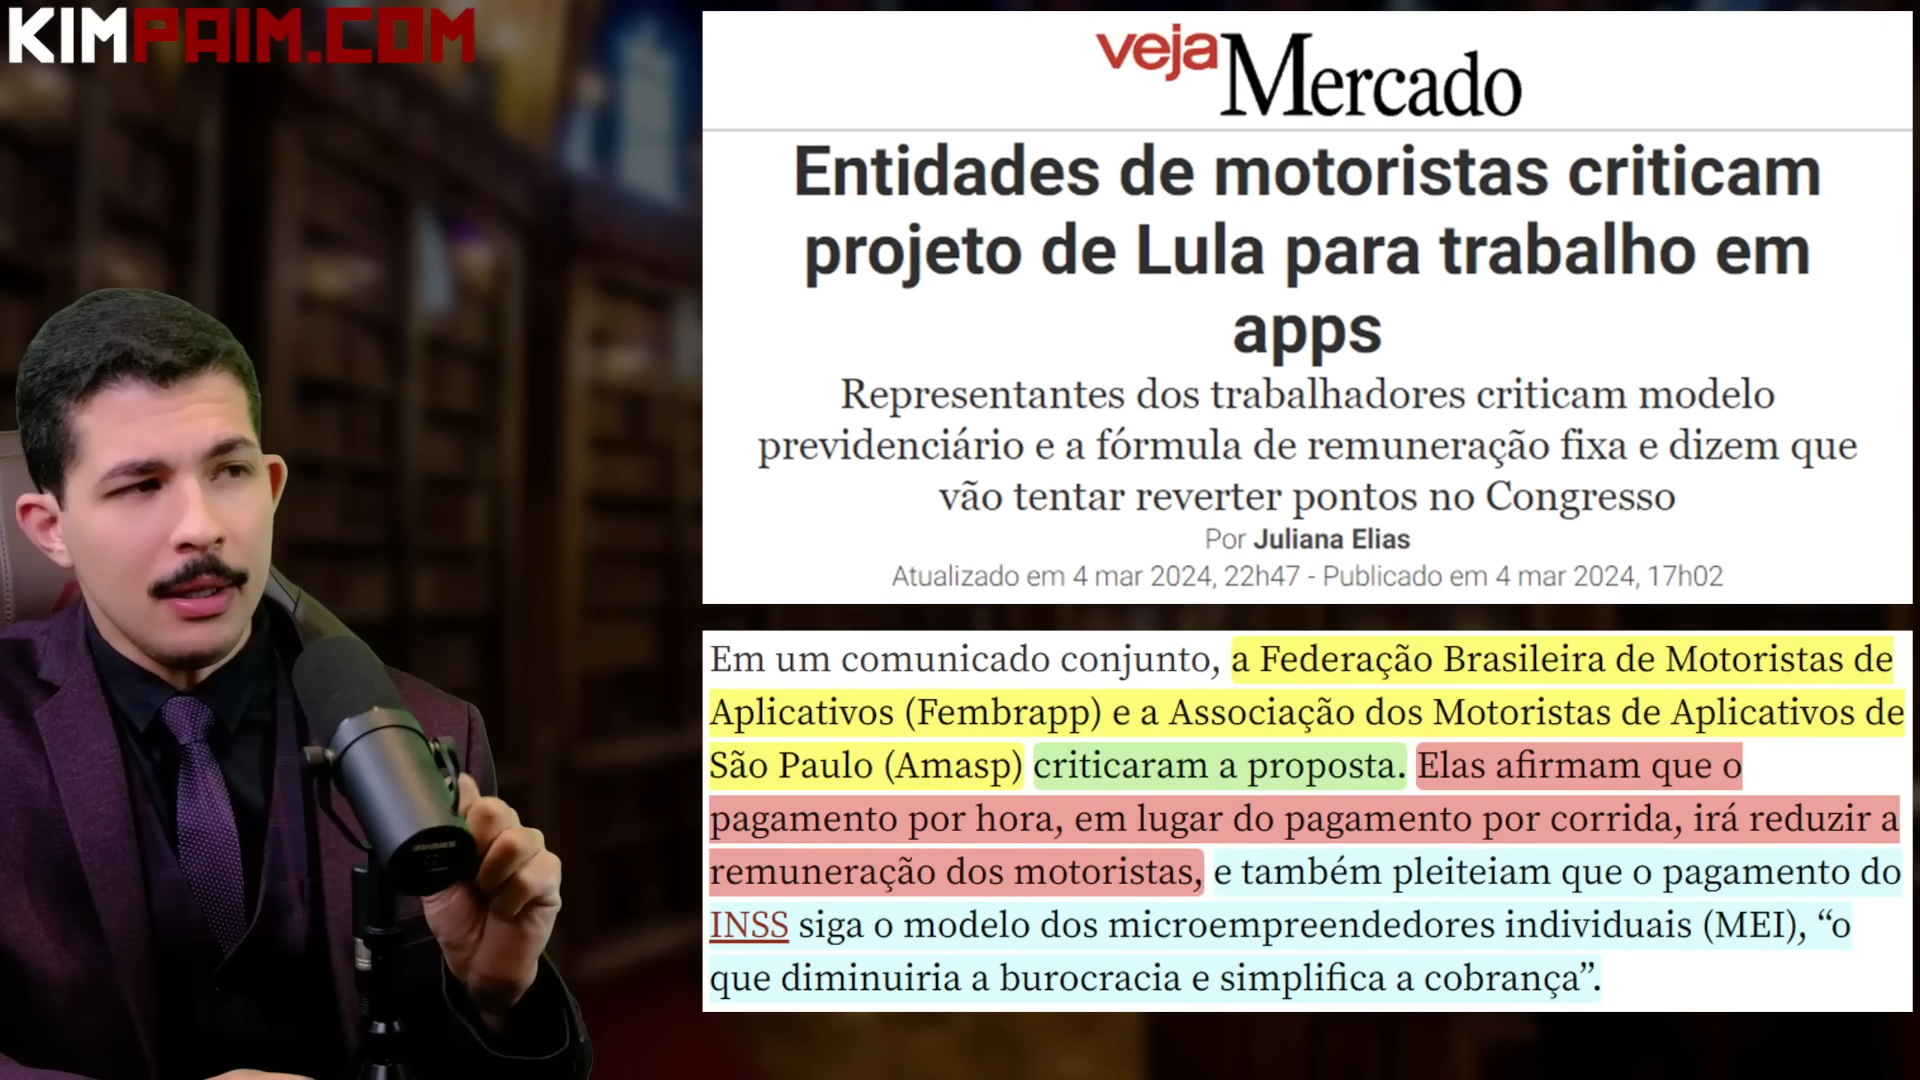 KIMPAIM.COM
veja Mercado
Entidades de motoristas criticam
projeto de Lula para trabalho em
apps
Representantes dos trabalhadores criticam modelo
previdenciário e a fórmula de remuneração fixa e dizem que
vão tentar reverter pontos no Congresso
Por Juliana Elias
Atualizado em 4 mar 2024, 22h47 - Publicado em 4 mar 2024, 17h02
Em um comunicado conjunto, a Federação Brasileira de Motoristas de
Aplicativos (Fembrapp) e a Associação dos Motoristas de Aplicativos de
São Paulo (Amasp) criticaram a proposta. Elas afirmam que o
pagamento por hora, em lugar do pagamento por corrida, irá reduzir a
remuneração dos motoristas, e também pleiteiam que o pagamento do
INSS siga o modelo dos microempreendedores individuais (MEI), “o
que diminuiria a burocracia e simplifica a cobrança”.